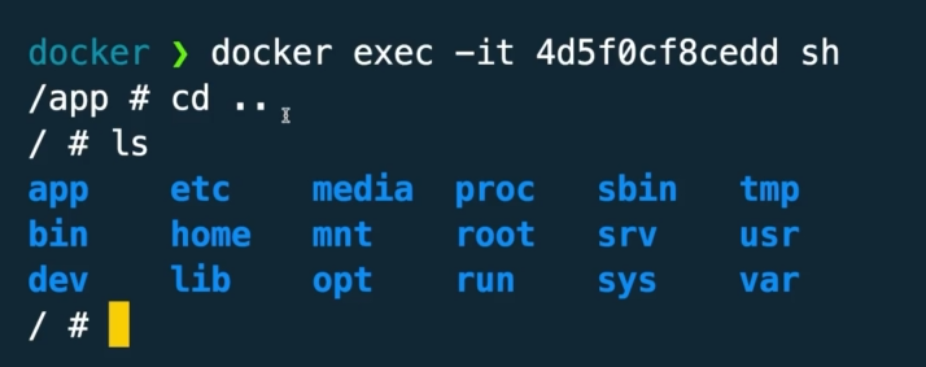 docker ❯ docker exec -it 4d5f0cf8cedd sh
/app # cd ..
/ # ls
app etc media proc sbin tmp
bin home mnt root srv usr
dev lib opt run sys var
/ #